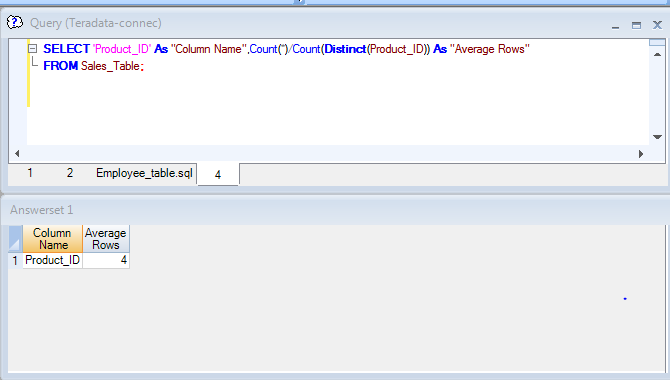 Query (Teradata-connec)
SELECT 'Product_ID' As "Column Name",Count(*)/Count(Distinct(Product_ID)) As "Average Rows"
FROM Sales_Table;
1 2 Employee_table.sql 4
Answerset 1
Column Name Average Rows
1 Product_ID 4